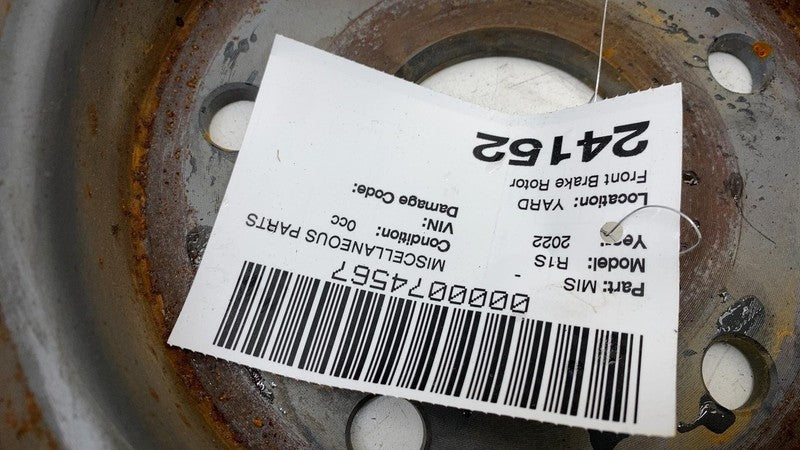 0000074567
Part: MIS MISCELLANEOUS PARTS
Model: R1S - Condition: 0cc
Year: 2022 VIN:
Location: YARD Damage Code:
Front Brake Rotor
24152